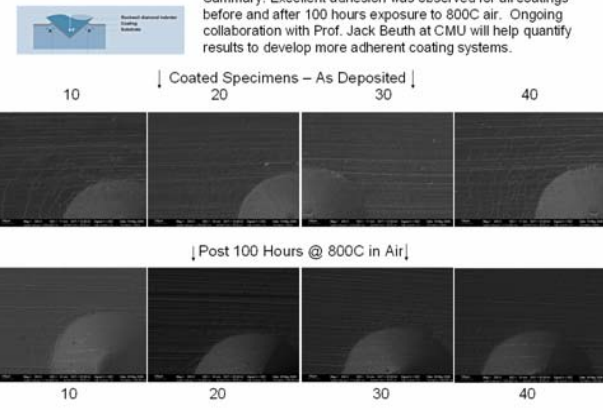 Summary: Excellent adhesion was observed for all coatings
before and after 100 hours exposure to 800C air. Ongoing
collaboration with Prof. Jack Beuth at CMU will help quantify
results to develop more adherent coating systems.
Rockwell diamond indenter
Coating
Substrate
↓ Coated Specimens – As Deposited ↓
10 20 30 40
↓Post 100 Hours @ 800C in Air↓
10 20 30 40